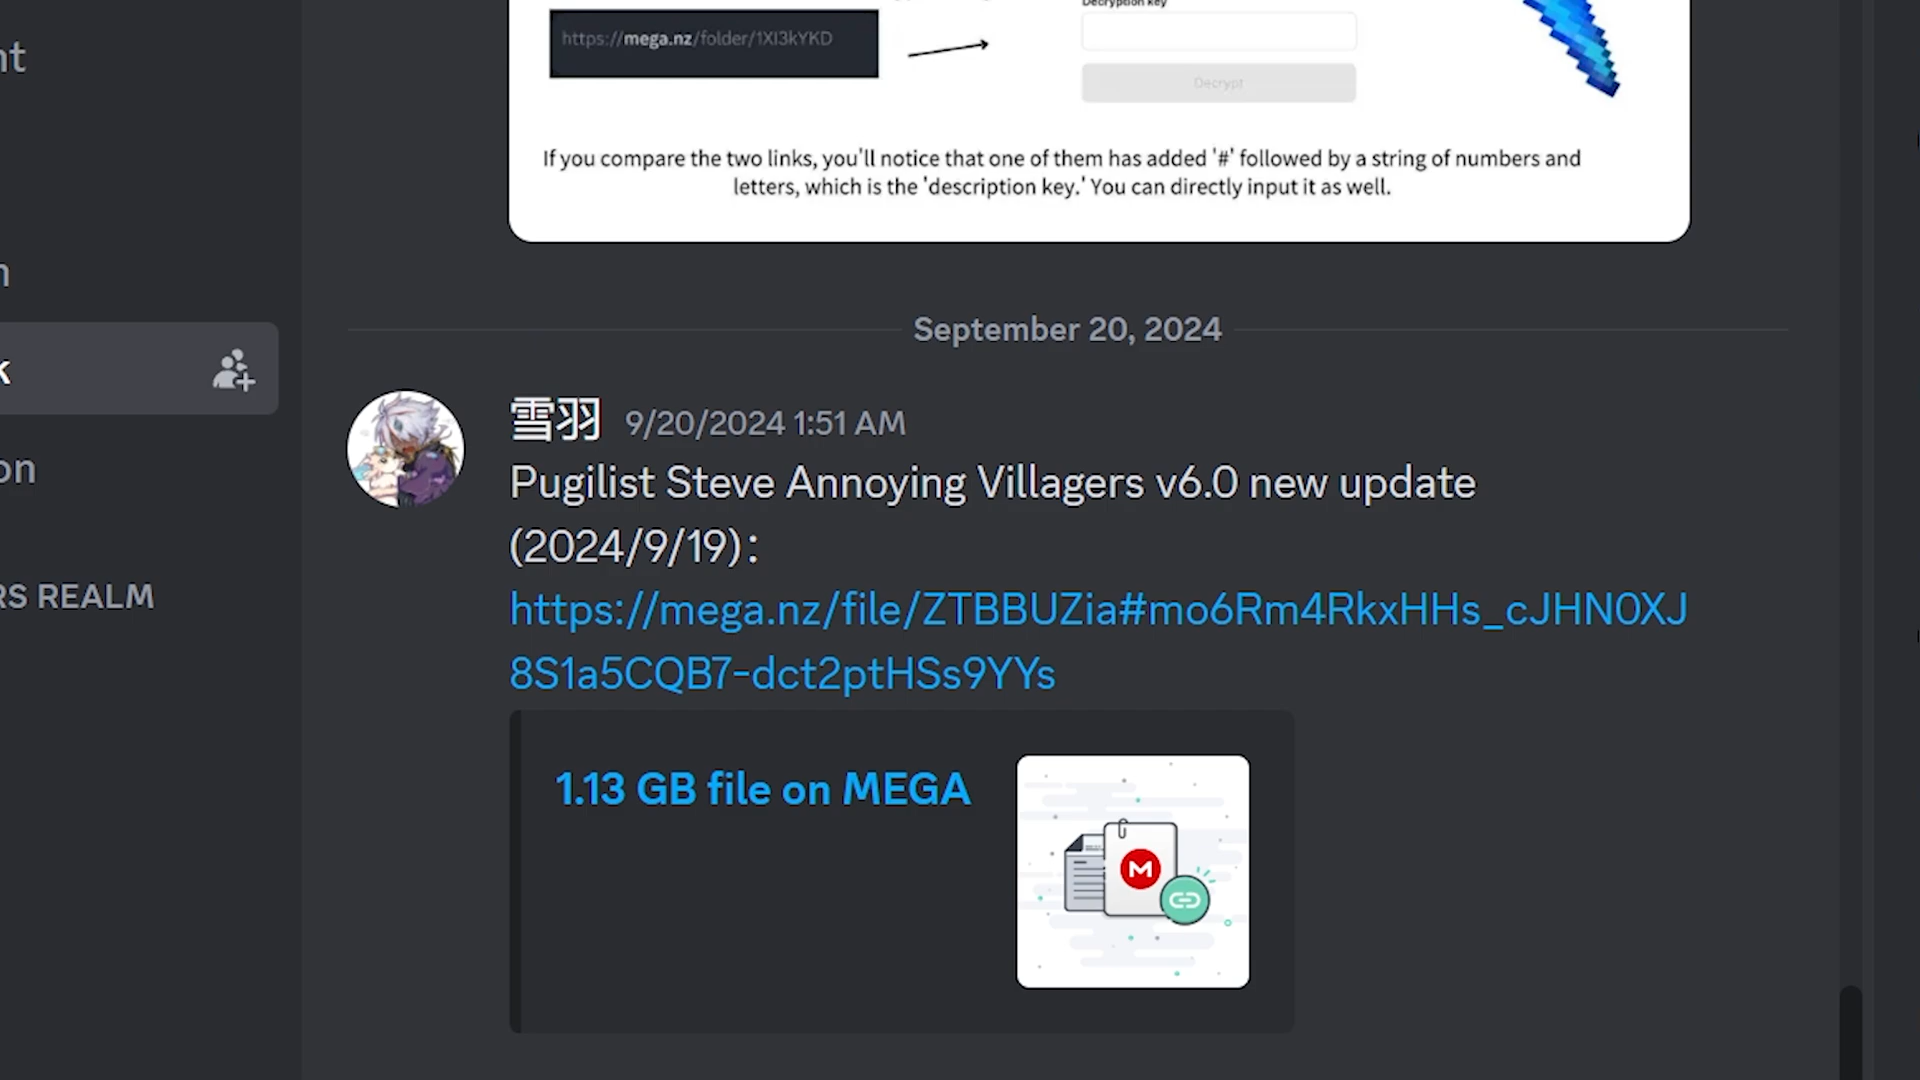 Decryption key
https://mega.nz/folder/1XI3kYKD
Decrypt
If you compare the two links, you'll notice that one of them has added '#' followed by a string of numbers and
letters, which is the 'description key.' You can directly input it as well.
September 20, 2024
雪羽 9/20/2024 1:51 AM
Pugilist Steve Annoying Villagers v6.0 new update
(2024/9/19):
https://mega.nz/file/ZTBBUZia#mo6Rm4RkxHHs_cJHN0XJ
8S1a5CQB7-dct2ptHSs9YYs
1.13 GB file on MEGA
M
nt
k
on
RS REALM